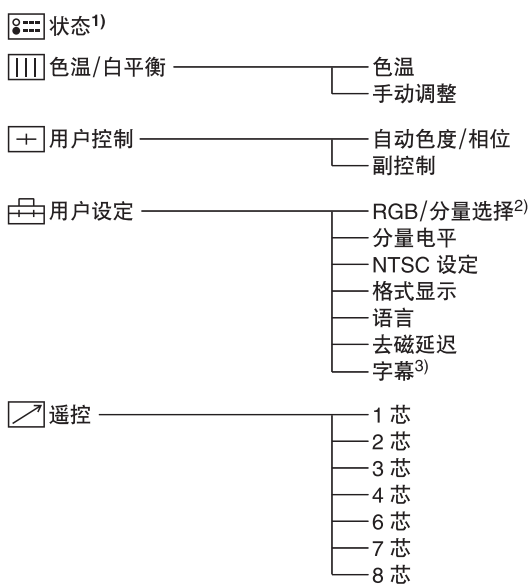 状态1)
色温/白平衡 色温
手动调整
用户控制 自动色度/相位
副控制
用户设定 RGB/分量选择2)
分量电平
NTSC 设定
格式显示
语言
去磁延迟
字幕3)
遥控 1 芯
2 芯
3 芯
4 芯
6 芯
7 芯
8 芯